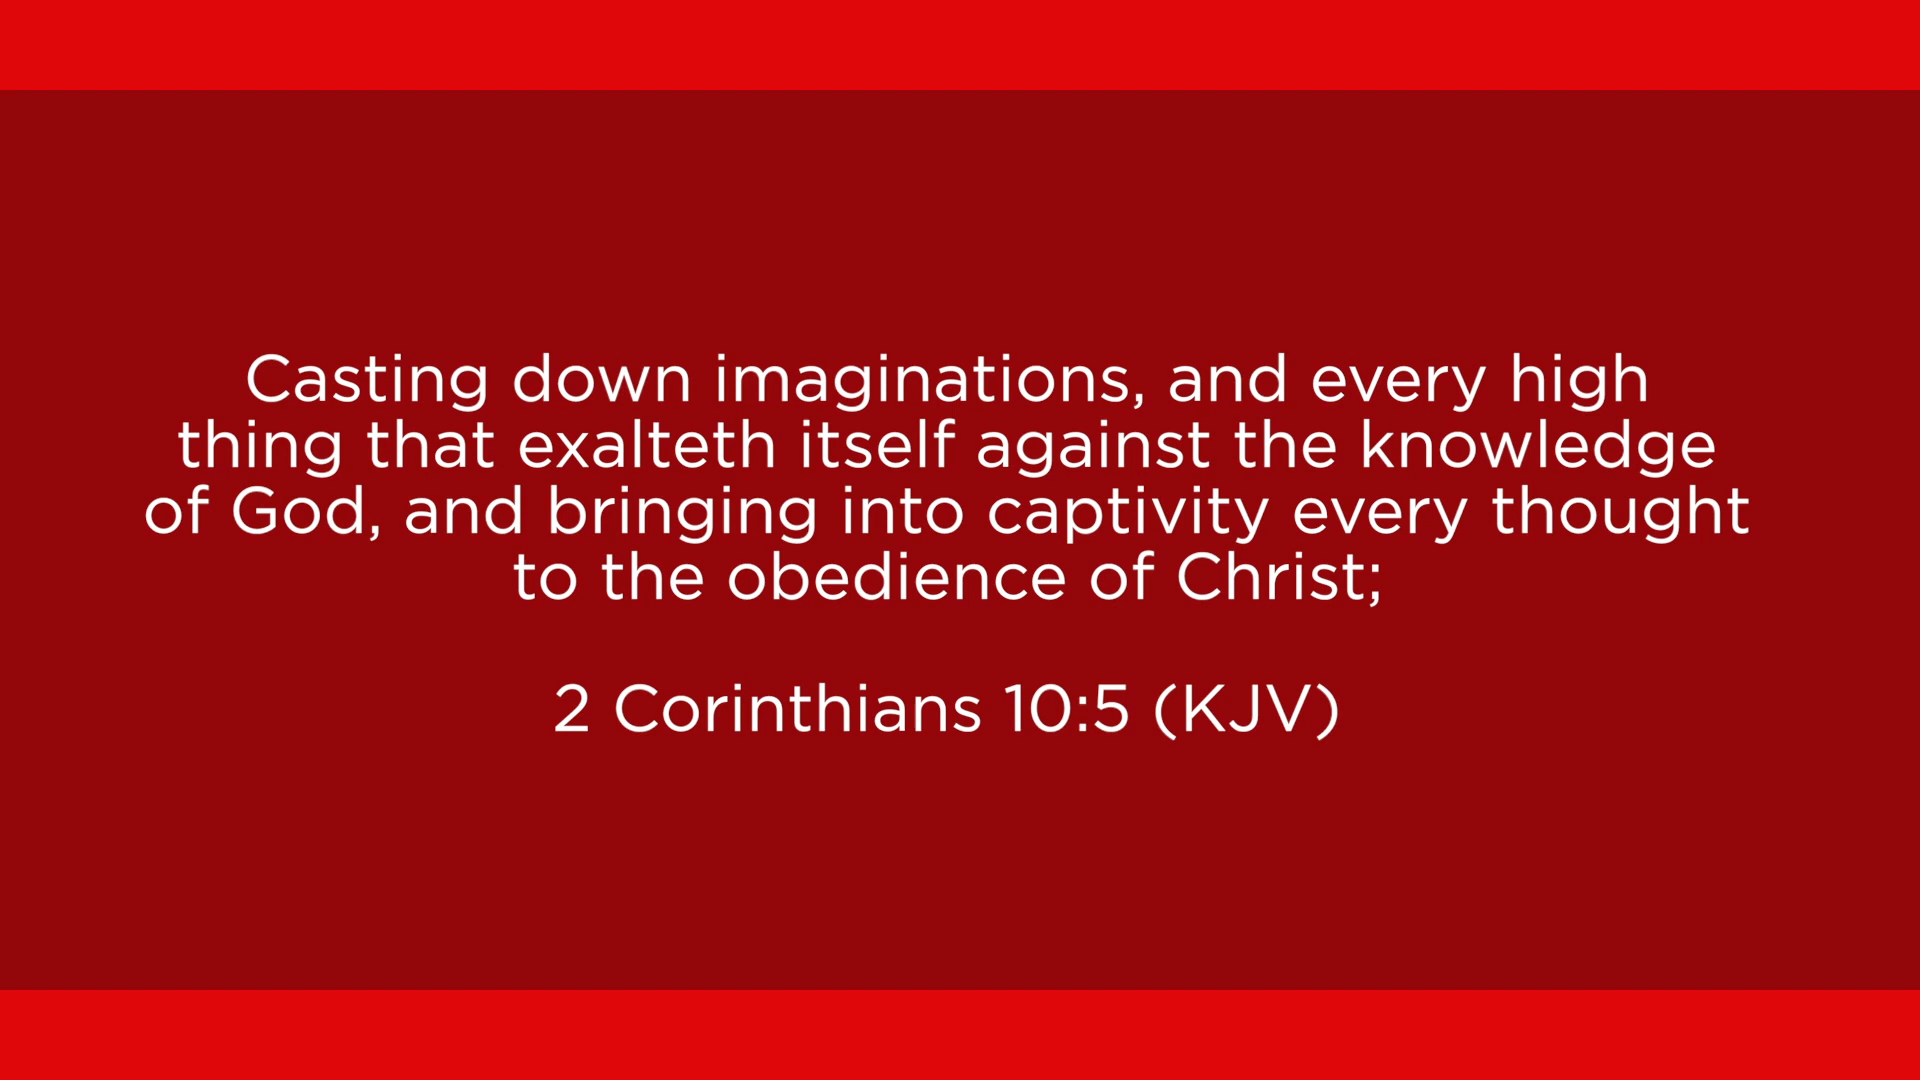 Casting down imaginations, and every high
thing that exalteth itself against the knowledge
of God, and bringing into captivity every thought
to the obedience of Christ;
2 Corinthians 10:5 (KJV)